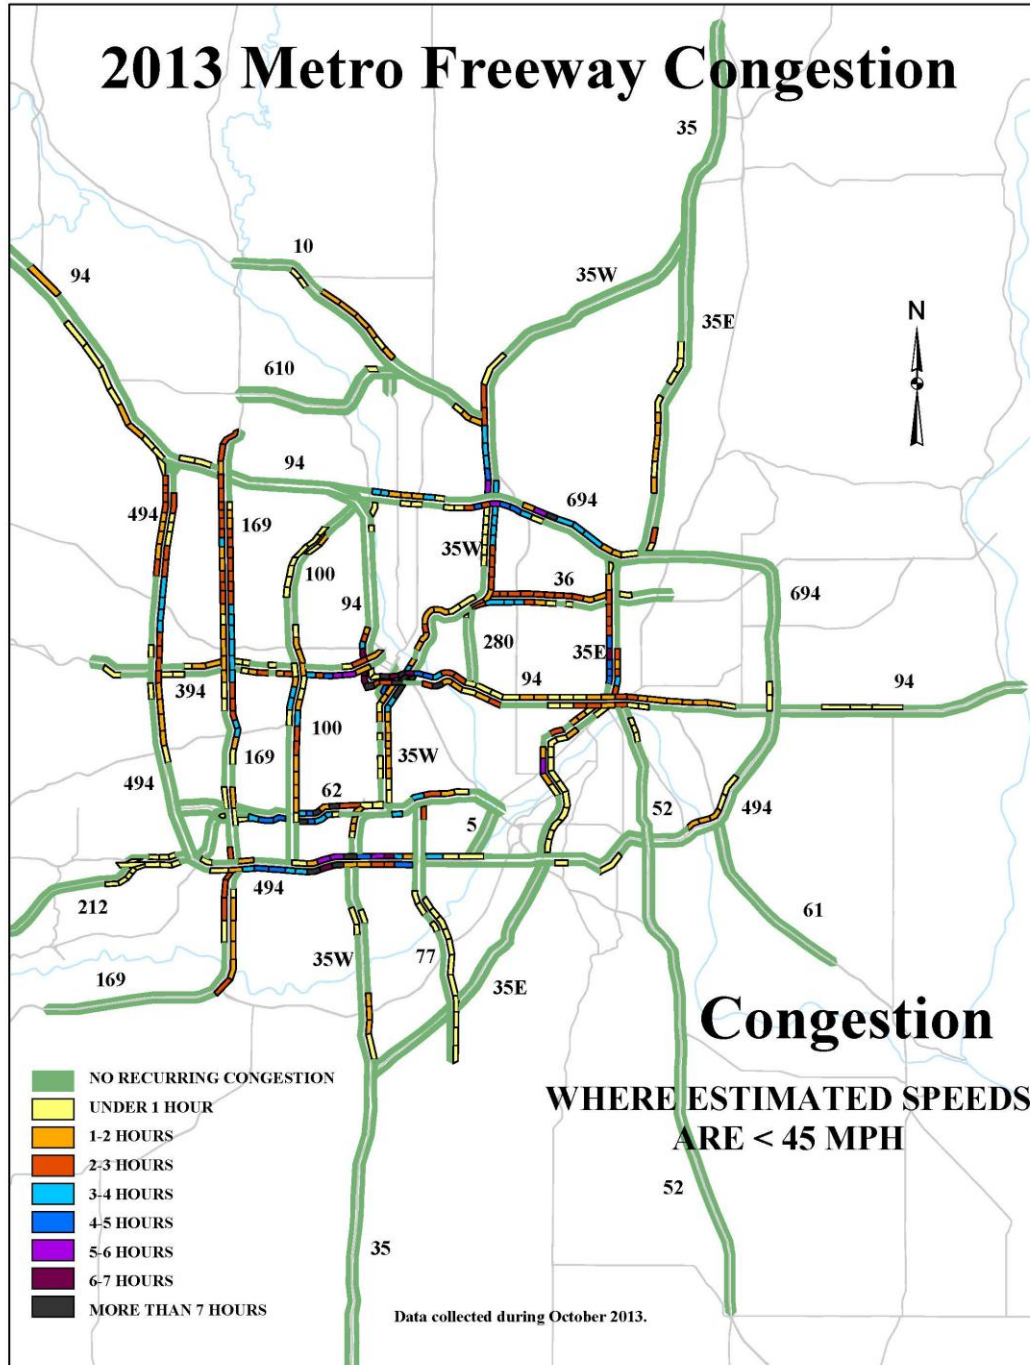 2013 Metro Freeway Congestion
35
10
35W
94
35E
N
610
94
694
494
169
35W
100
36
94
694
280
35E
394
94
94
100
169
35W
494
62
52
494
5
494
212
61
35W
77
169
35E
Congestion
NO RECURRING CONGESTION
UNDER 1 HOUR
WHERE ESTIMATED SPEEDS
1-2 HOURS
ARE < 45 MPH
2-3 HOURS
3-4 HOURS
52
4-5 HOURS
5-6 HOURS
35
6-7 HOURS
MORE THAN 7 HOURS
Data collected during October 2013.